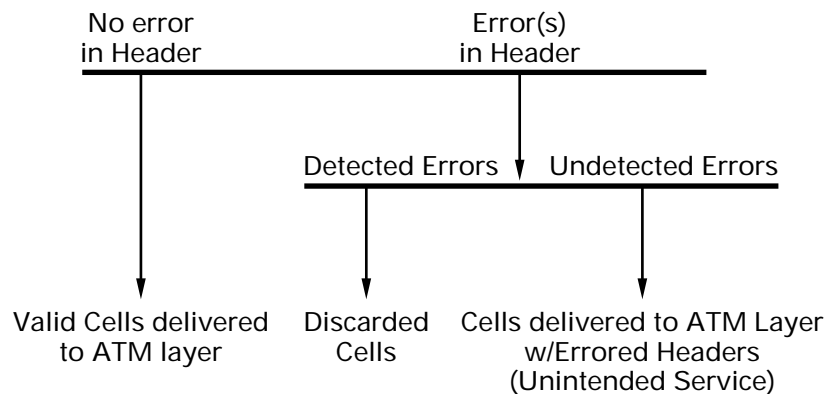 No error
in Header
Error(s)
in Header
Detected Errors
Undetected Errors
Valid Cells delivered
to ATM layer
Discarded
Cells
Cells delivered to ATM Layer
w/Errored Headers
(Unintended Service)